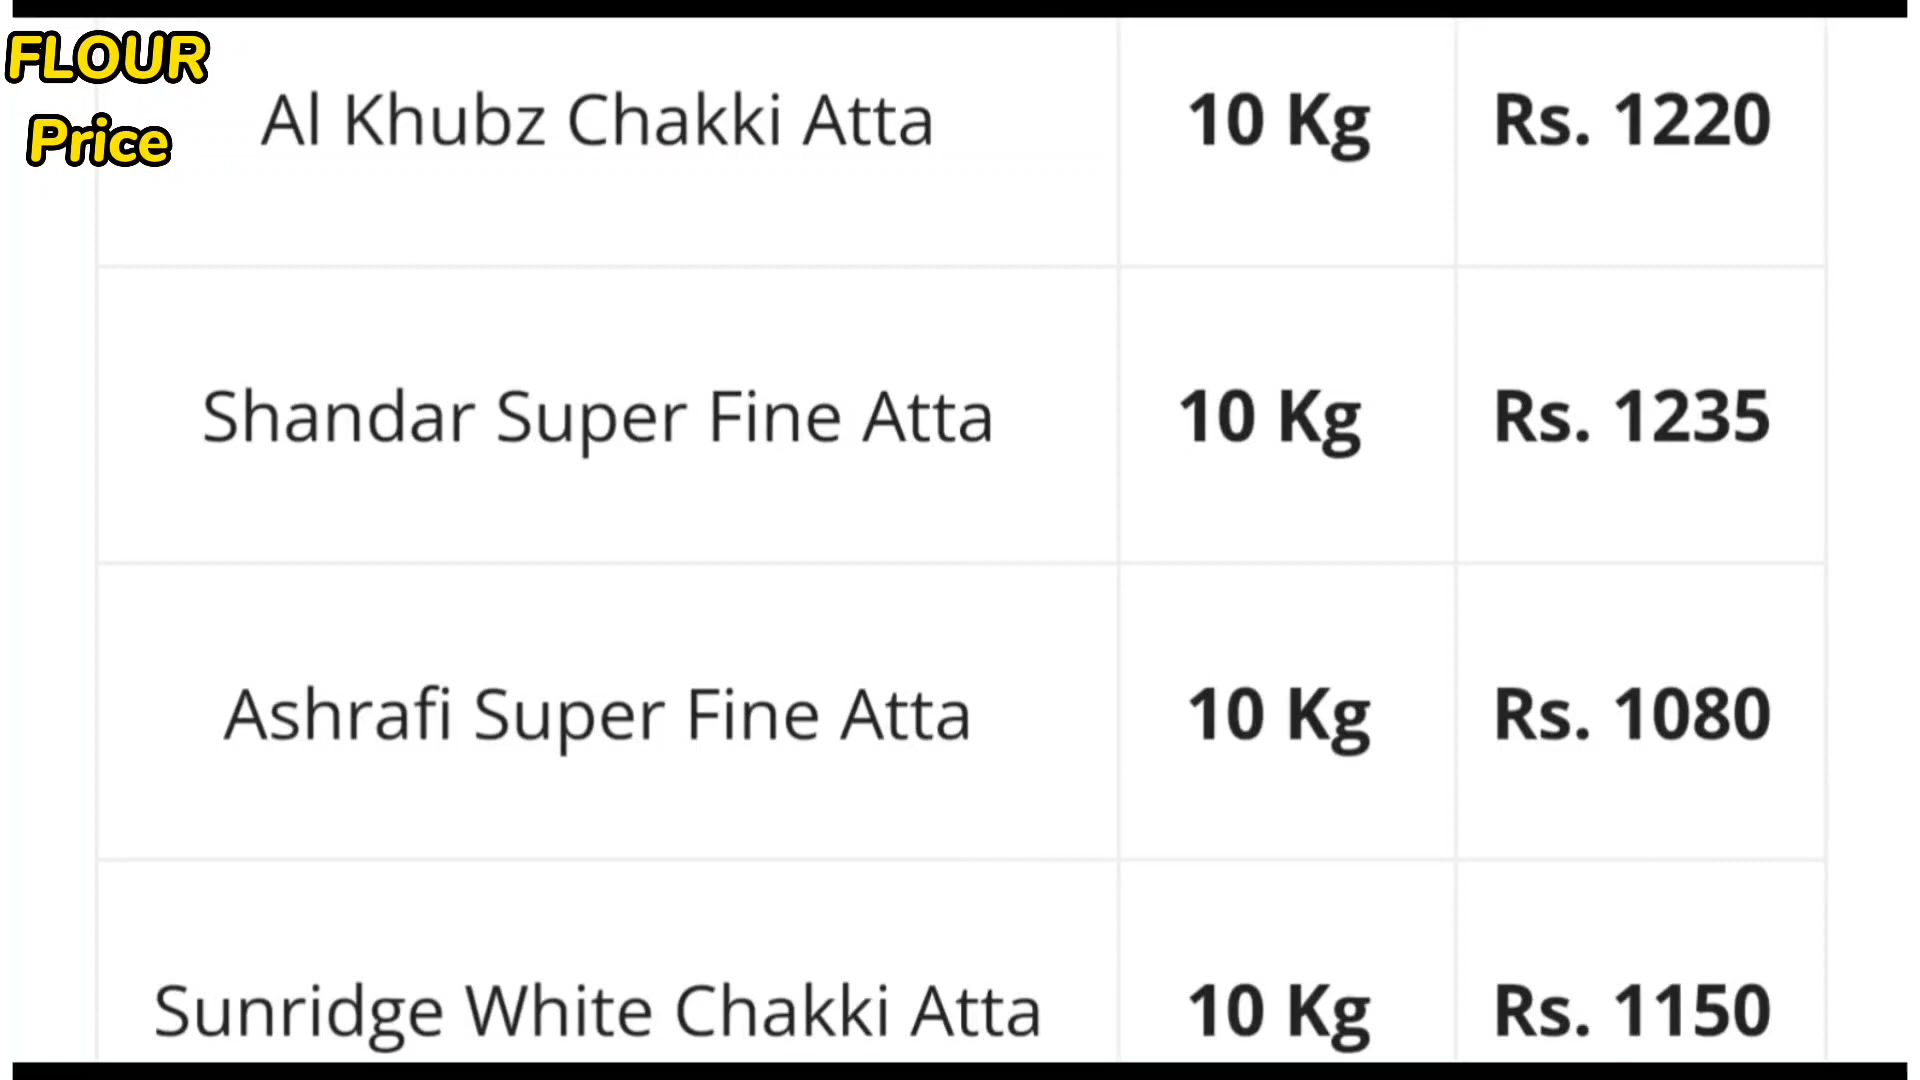 FLOUR
Price
Al Khubz Chakki Atta 10 Kg Rs. 1220
Shandar Super Fine Atta 10 Kg Rs. 1235
Ashrafi Super Fine Atta 10 Kg Rs. 1080
Sunridge White Chakki Atta 10 Kg Rs. 1150